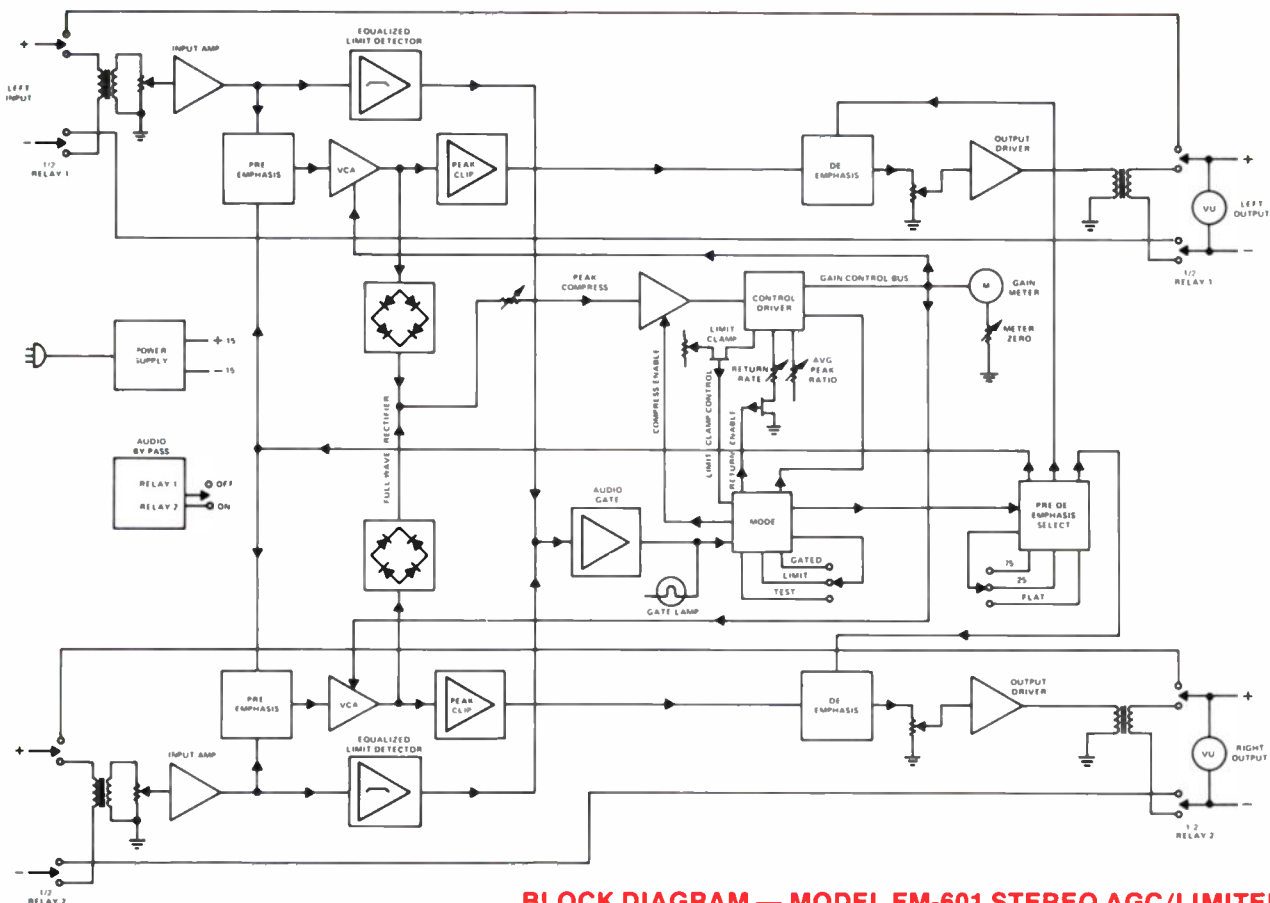 EQUALIZED
LIMIT DETECTOR
INPUT AMP
+
LEFT
INPUT
−
1/2
RELAY 1
PRE
EMPHASIS
VCA
PEAK
CLIP
DE
EMPHASIS
OUTPUT
DRIVER
+
VU
LEFT
OUTPUT
−
1/2
RELAY 1
PEAK
COMPRESS
CONTROL
DRIVER
GAIN CONTROL BUS
M
GAIN
METER
METER
ZERO
LIMIT
CLAMP
RETURN
RATE
AVG
PEAK
RATIO
POWER
SUPPLY
+ 15
− 15
FULL WAVE RECTIFIER
COMPRESS ENABLE
LIMIT CLAMP CONTROL
RETURN ENABLE
AUDIO
BY PASS
RELAY 1
RELAY 2
OFF
ON
AUDIO
GATE
GATE LAMP
MODE
GATED
LIMIT
TEST
PRE DE
EMPHASIS
SELECT
75
25
FLAT
PRE
EMPHASIS
VCA
PEAK
CLIP
DE
EMPHASIS
OUTPUT
DRIVER
+
VU
RIGHT
OUTPUT
−
1 2
RELAY 2
EQUALIZED
LIMIT DETECTOR
INPUT AMP
+
−
1/2
RELAY 2
BLOCK DIAGRAM — MODEL FM-601 STEREO AGC/LIMITER